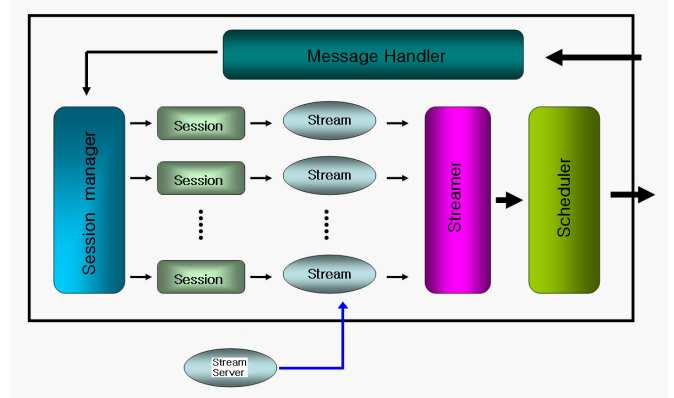 Message Handler
Session manager
Session
Stream
Session
Stream
Session
Stream
Streamer
Scheduler
Stream
Server